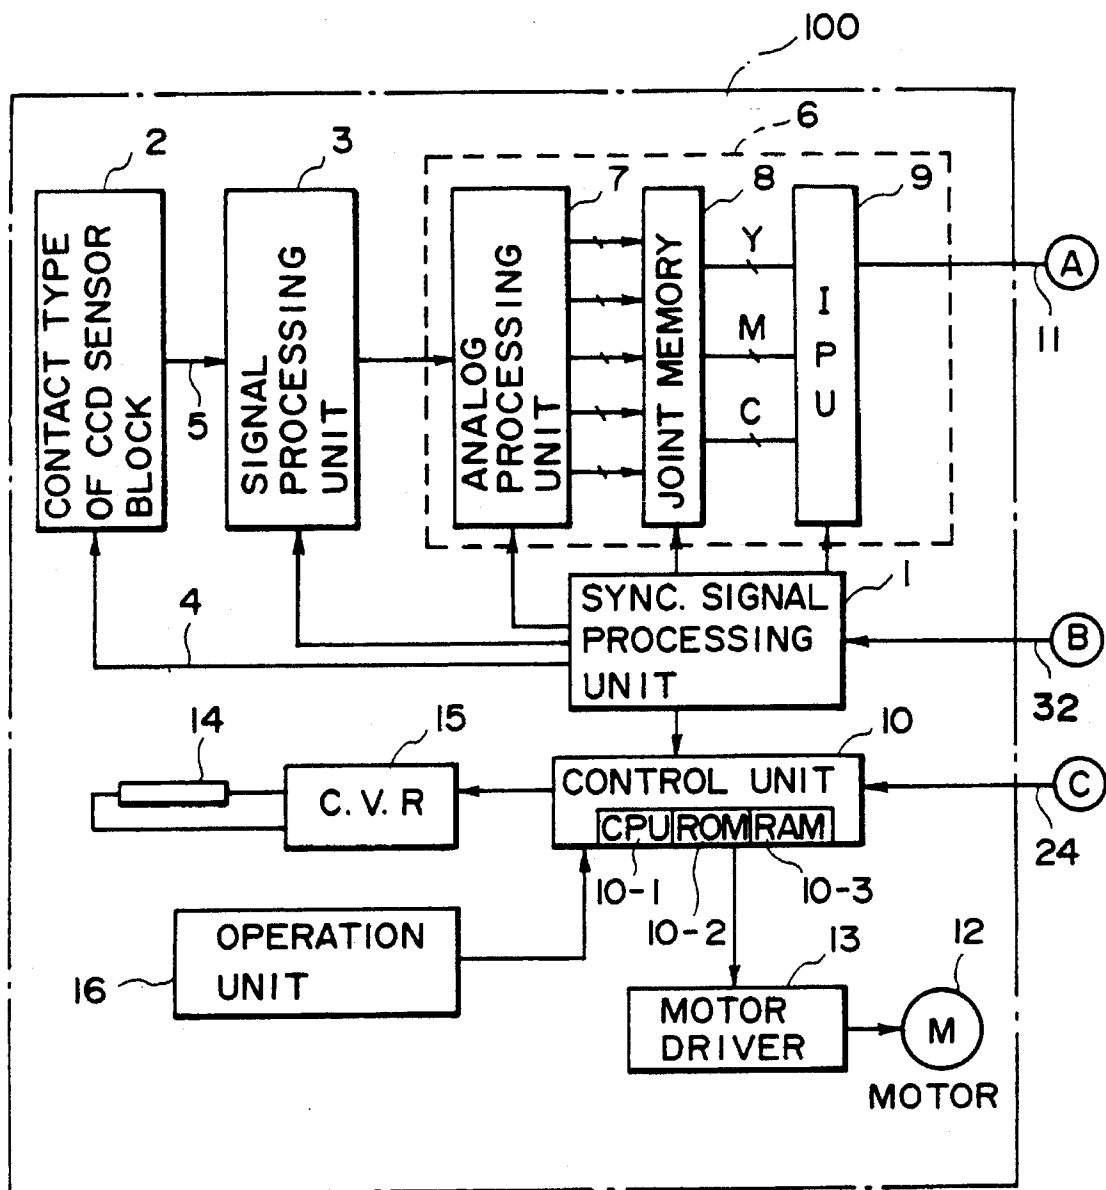 100
6
2
3
7
8
9
CONTACT TYPE
OF CCD SENSOR
BLOCK
5
SIGNAL
PROCESSING
UNIT
ANALOG
PROCESSING
UNIT
JOINT MEMORY
Y
M
C
I
P
U
A
11
4
1
SYNC. SIGNAL
PROCESSING
UNIT
B
32
14
15
C.V.R
10
CONTROL UNIT
CPU ROM RAM
C
24
10-1
10-2
10-3
16
OPERATION
UNIT
13
MOTOR
DRIVER
12
M
MOTOR